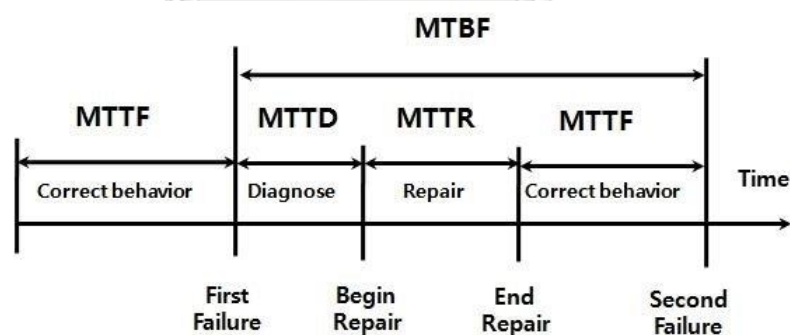 MTBF
MTTF MTTD MTTR MTTF
Correct behavior Diagnose Repair Correct behavior Time
First Failure
Begin Repair
End Repair
Second Failure